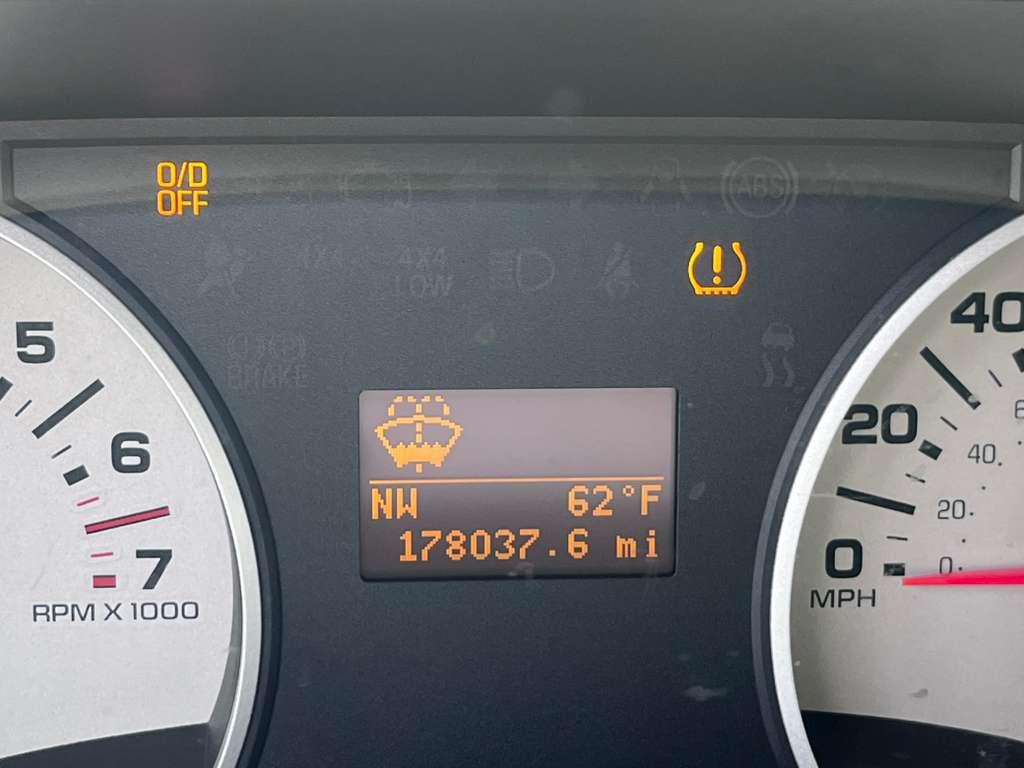 O/D
OFF
ABS
4X4
4X4
LOW
BRAKE
5
6
7
RPM X 1000
NW 62°F
178037.6 mi
40
20
0
MPH
40
20
0